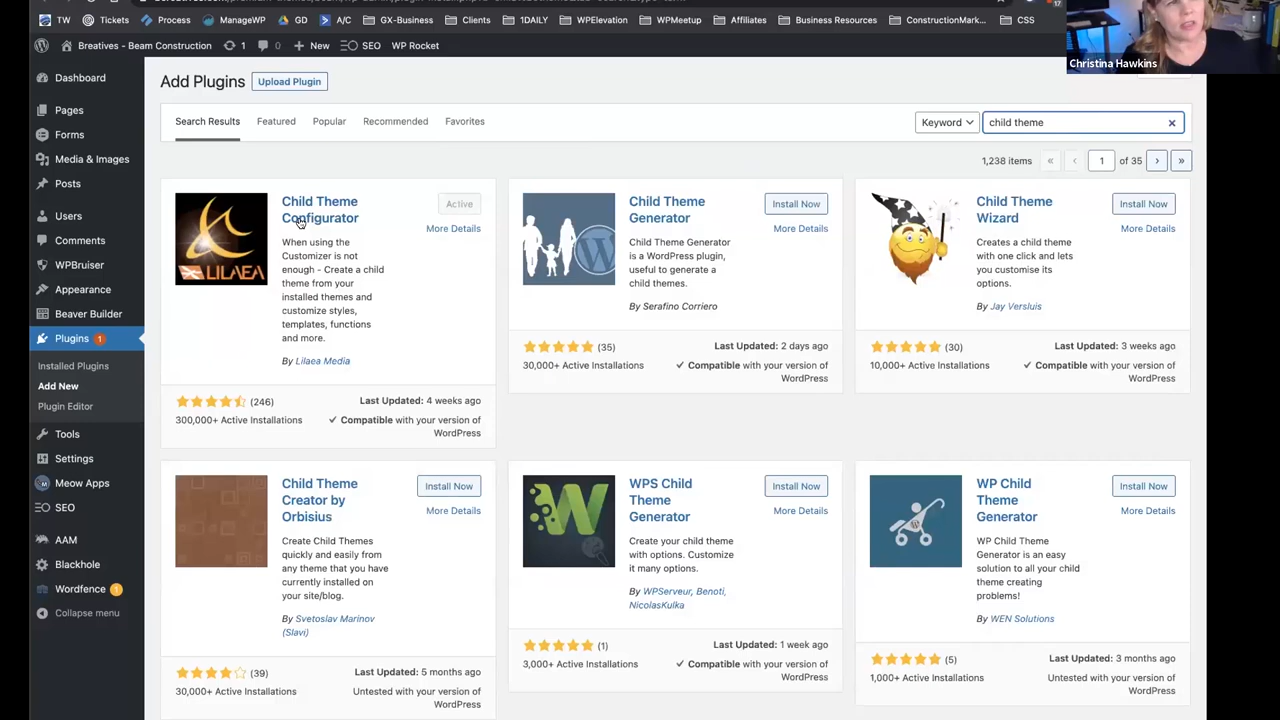 TW
Tickets
Process
ManageWP
GD
A/C
GX-Business
Clients
1DAILY
WPElevation
WPMeetup
Affiliates
Business Resources
ConstructionMark...
CSS
17
Christina Hawkins
Breatives - Beam Construction
1
0
+ New
SEO
WP Rocket
Dashboard
Pages
Forms
Media & Images
Posts
Users
Comments
WPBruiser
Appearance
Beaver Builder
Plugins 1
Installed Plugins
Add New
Plugin Editor
Tools
Settings
Meow Apps
SEO
AAM
Blackhole
Wordfence 1
Collapse menu
Add Plugins
Upload Plugin
Search Results
Featured
Popular
Recommended
Favorites
Keyword
child theme
1,238 items
«
‹
1
of 35
›
»
Child Theme
Configurator
Active
More Details
When using the
Customizer is not
enough - Create a child
theme from your
installed themes and
customize styles,
templates, functions
and more.
By Lilaea Media
LILAEA
(246)
Last Updated: 4 weeks ago
300,000+ Active Installations
Compatible with your version of
WordPress
Child Theme
Generator
Install Now
More Details
Child Theme Generator
is a WordPress plugin,
useful to generate a
child themes.
By Serafino Corriero
(35)
Last Updated: 2 days ago
30,000+ Active Installations
Compatible with your version of
WordPress
Child Theme
Wizard
Install Now
More Details
Creates a child theme
with one click and lets
you customise its
options.
By Jay Versluis
(30)
Last Updated: 3 weeks ago
10,000+ Active Installations
Compatible with your version of
WordPress
Child Theme
Creator by
Orbisius
Install Now
More Details
Create Child Themes
quickly and easily from
any theme that you have
currently installed on
your site/blog.
By Svetoslav Marinov
(Slavi)
(39)
Last Updated: 5 months ago
30,000+ Active Installations
Untested with your version of
WordPress
WPS Child
Theme
Generator
Install Now
More Details
Create your child theme
with options. Customize
it many options.
By WPServeur, Benoti,
NicolasKulka
(1)
Last Updated: 1 week ago
3,000+ Active Installations
Compatible with your version of
WordPress
WP Child
Theme
Generator
Install Now
More Details
WP Child Theme
Generator is an easy
solution to all your child
theme creating
problems!
By WEN Solutions
(5)
Last Updated: 3 months ago
1,000+ Active Installations
Untested with your version of
WordPress